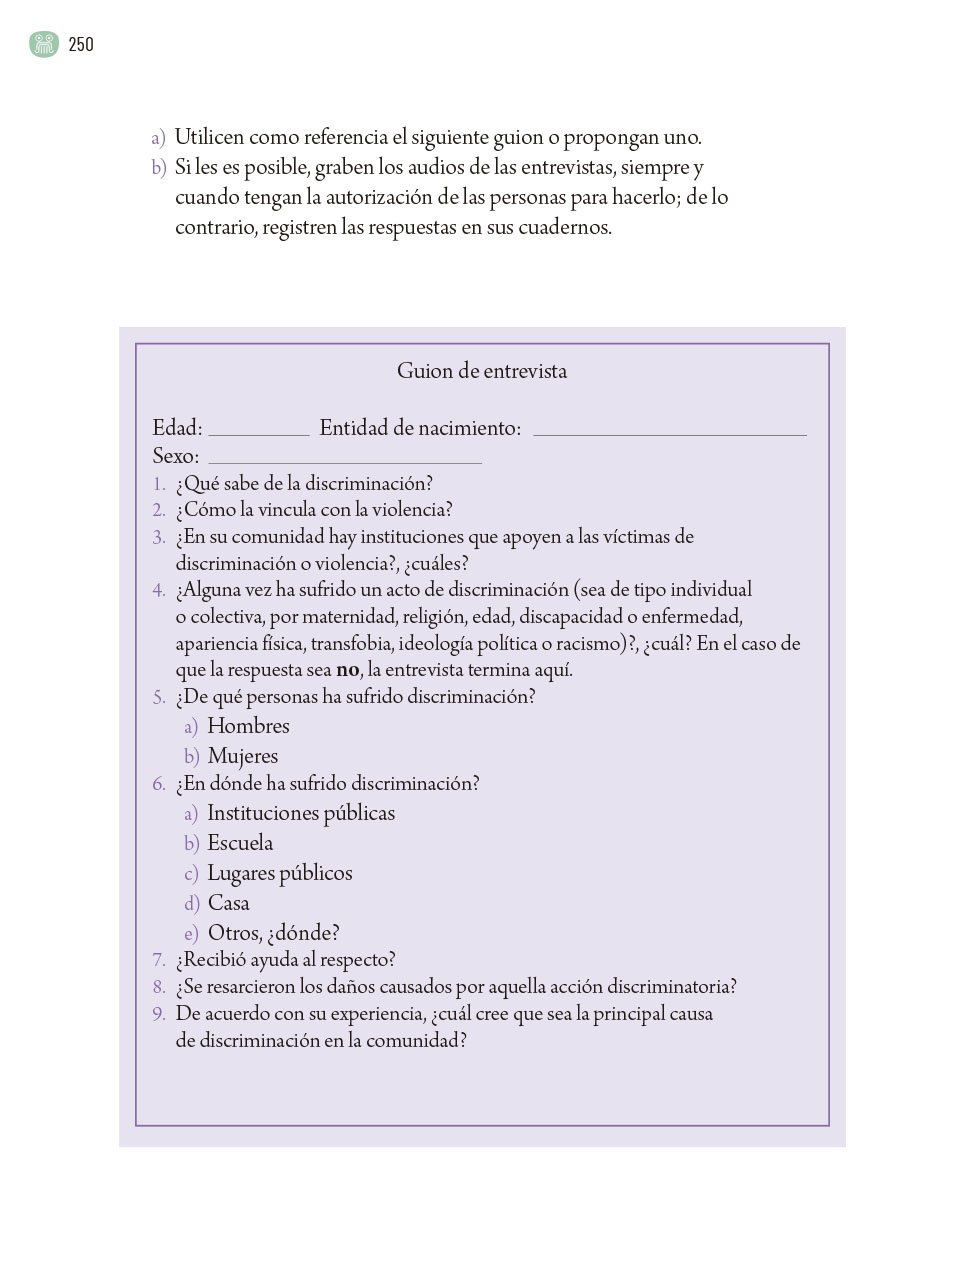 250
a) Utilicen como referencia el siguiente guion o propongan uno.
b) Si les es posible, graben los audios de las entrevistas, siempre y
cuando tengan la autorización de las personas para hacerlo; de lo
contrario, registren las respuestas en sus cuadernos.
Guion de entrevista
Edad: __________ Entidad de nacimiento: __________
Sexo: __________
1. ¿Qué sabe de la discriminación?
2. ¿Cómo la vincula con la violencia?
3. ¿En su comunidad hay instituciones que apoyen a las víctimas de
discriminación o violencia?, ¿cuáles?
4. ¿Alguna vez ha sufrido un acto de discriminación (sea de tipo individual
o colectiva, por maternidad, religión, edad, discapacidad o enfermedad,
apariencia física, transfobia, ideología política o racismo)?, ¿cuál? En el caso de
que la respuesta sea no, la entrevista termina aquí.
5. ¿De qué personas ha sufrido discriminación?
a) Hombres
b) Mujeres
6. ¿En dónde ha sufrido discriminación?
a) Instituciones públicas
b) Escuela
c) Lugares públicos
d) Casa
e) Otros, ¿dónde?
7. ¿Recibió ayuda al respecto?
8. ¿Se resarcieron los daños causados por aquella acción discriminatoria?
9. De acuerdo con su experiencia, ¿cuál cree que sea la principal causa
de discriminación en la comunidad?